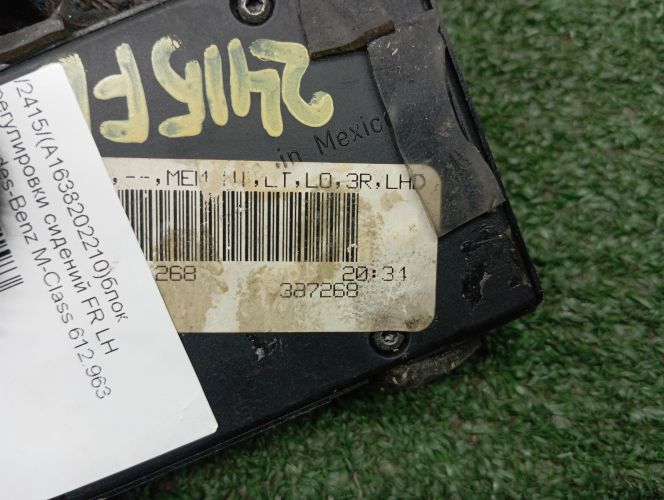 2415F
in Mexico
,--,MEM
,LT,LO,3R,LHD
268
20:31
387268
/2415/(A1638202210)блок
регулировки сидений FR LH
des-Benz M-Class 612.963